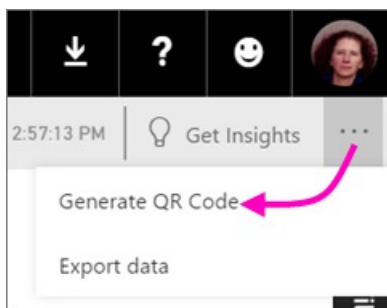 ?
2:57:13 PM Get Insights ...
Generate QR Code
Export data